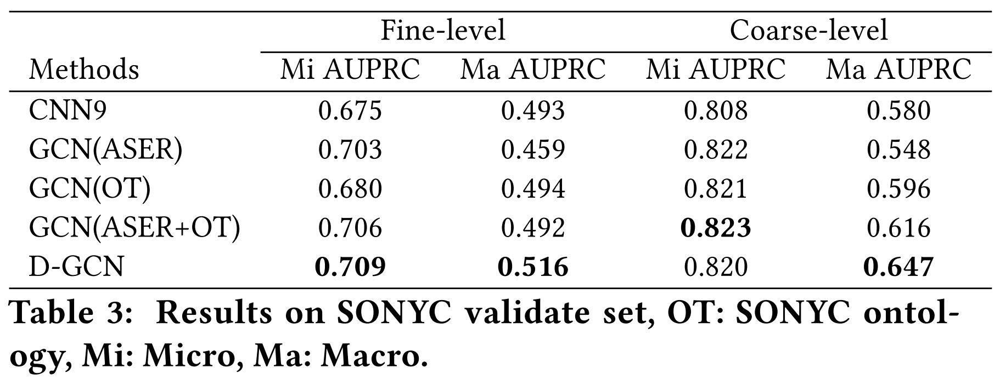 Fine-level Coarse-level
Methods Mi AUPRC Ma AUPRC Mi AUPRC Ma AUPRC
CNN9 0.675 0.493 0.808 0.580
GCN(ASER) 0.703 0.459 0.822 0.548
GCN(OT) 0.680 0.494 0.821 0.596
GCN(ASER+OT) 0.706 0.492 0.823 0.616
D-GCN 0.709 0.516 0.820 0.647
Table 3: Results on SONYC validate set, OT: SONYC ontol-
ogy, Mi: Micro, Ma: Macro.